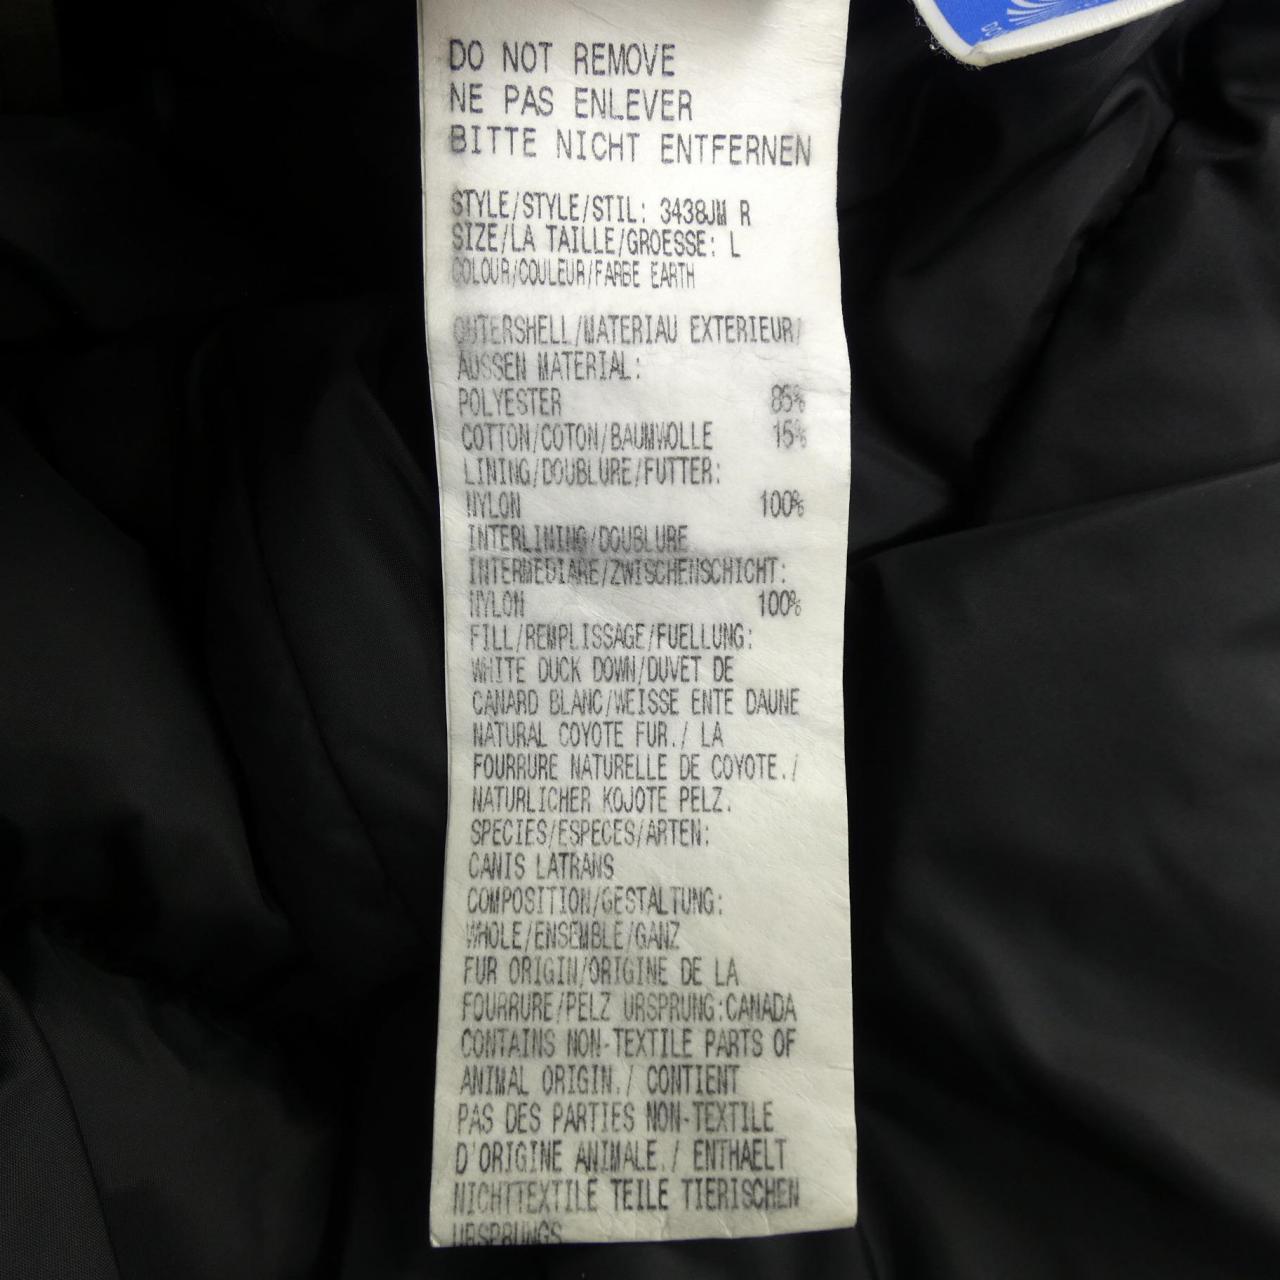 DO NOT REMOVE
NE PAS ENLEVER
BITTE NICHT ENTFERNEN
STYLE/STYLE/STIL: 3438JM R
SIZE/LA TAILLE/GROESSE: L
COLOUR/COULEUR/FARBE EARTH
OUTERSHELL/MATERIAU EXTERIEUR/
AUSSEN MATERIAL:
POLYESTER 85%
COTTON/COTON/BAUMWOLLE 15%
LINING/DOUBLURE/FUTTER:
NYLON 100%
INTERLINING/DOUBLURE
INTERMEDIARE/ZWISCHENSCHICHT:
NYLON 100%
FILL/REMPLISSAGE/FUELLUNG:
WHITE DUCK DOWN/DUVET DE
CANARD BLANC/WEISSE ENTE DAUNE
NATURAL COYOTE FUR./ LA
FOURRURE NATURELLE DE COYOTE./
NATURLICHER KOJOTE PELZ.
SPECIES/ESPECES/ARTEN:
CANIS LATRANS
COMPOSITION/GESTALTUNG:
WHOLE/ENSEMBLE/GANZ
FUR ORIGIN/ORIGINE DE LA
FOURRURE/PELZ URSPRUNG:CANADA
CONTAINS NON-TEXTILE PARTS OF
ANIMAL ORIGIN./ CONTIENT
PAS DES PARTIES NON-TEXTILE
D'ORIGINE ANIMALE./ ENTHAELT
NICHTTEXTILE TEILE TIERISCHEN
URSPRUNGS